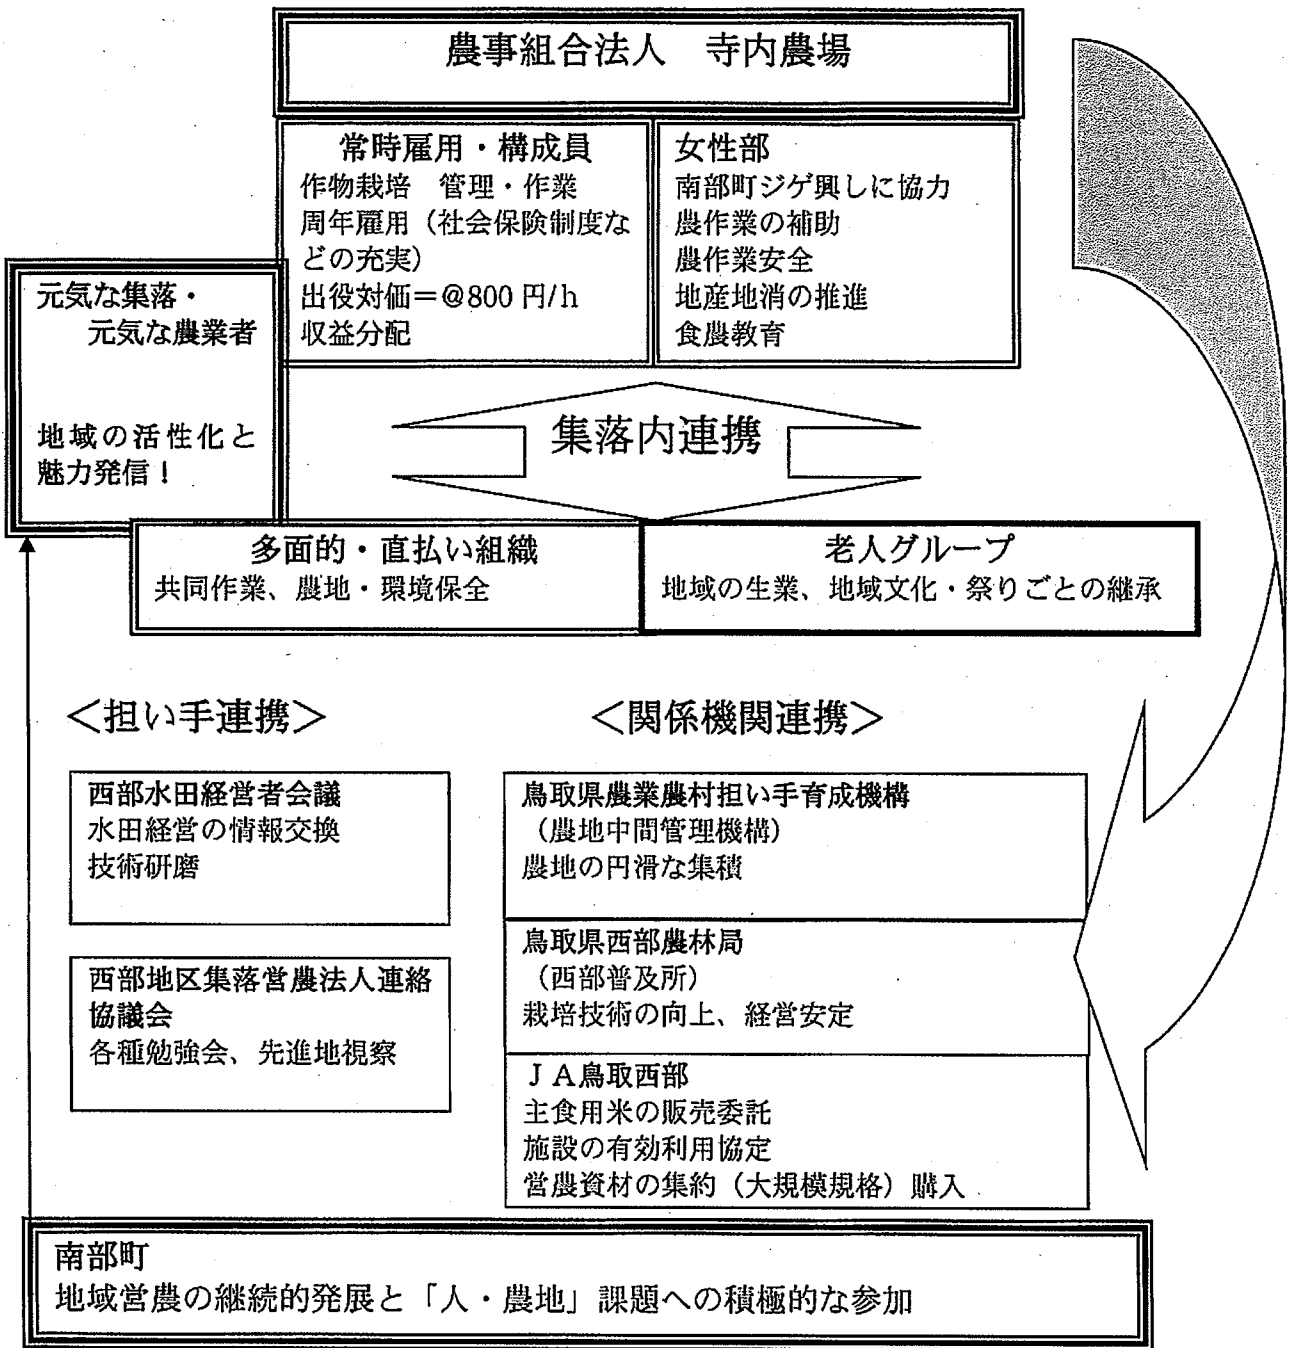 農事組合法人　寺内農場
常時雇用・構成員
作物栽培　管理・作業
周年雇用（社会保険制度な
どの充実）
出役対価＝@800 円/h
収益分配
女性部
南部町ジゲ興しに協力
農作業の補助
農作業安全
地産地消の推進
食農教育
元気な集落・
元気な農業者
地域の活性化と
魅力発信！
集落内連携
多面的・直払い組織
共同作業、農地・環境保全
老人グループ
地域の生業、地域文化・祭りごとの継承
＜担い手連携＞
西部水田経営者会議
水田経営の情報交換
技術研磨
西部地区集落営農法人連絡
協議会
各種勉強会、先進地視察
＜関係機関連携＞
鳥取県農業農村担い手育成機構
（農地中間管理機構）
農地の円滑な集積
鳥取県西部農林局
（西部普及所）
栽培技術の向上、経営安定
ＪＡ鳥取西部
主食用米の販売委託
施設の有効利用協定
営農資材の集約（大規模規格）購入
南部町
地域営農の継続的発展と「人・農地」課題への積極的な参加